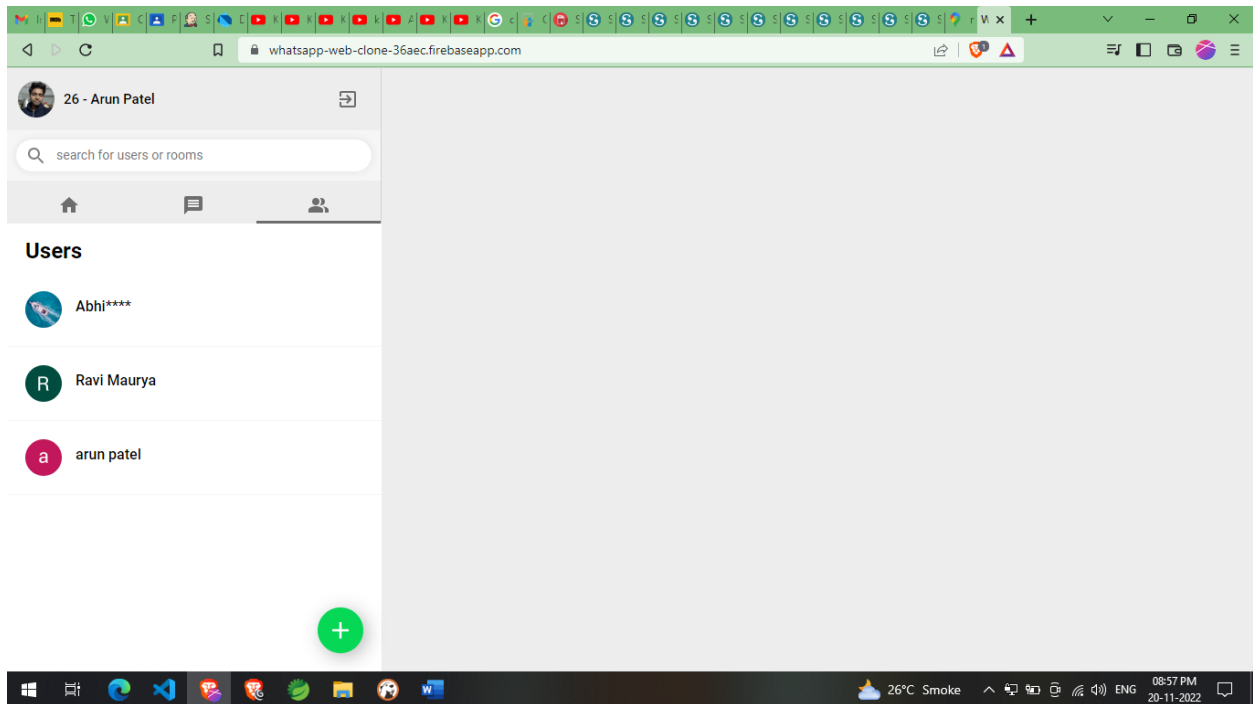 whatsapp-web-clone-36aec.firebaseapp.com
26 - Arun Patel
search for users or rooms
Users
Abhi****
R
Ravi Maurya
a
arun patel
26°C Smoke
ENG
08:57 PM
20-11-2022